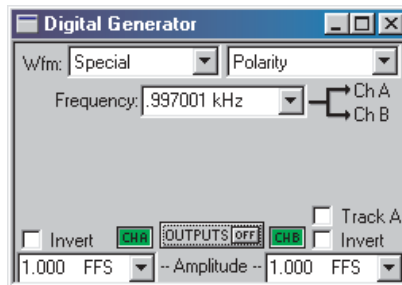 Digital Generator
Wfm: Special Polarity
Frequency: .997001 kHz Ch A
Ch B
Track A
Invert CHA OUTPUTS OFF CHB Invert
1.000 FFS -- Amplitude -- 1.000 FFS